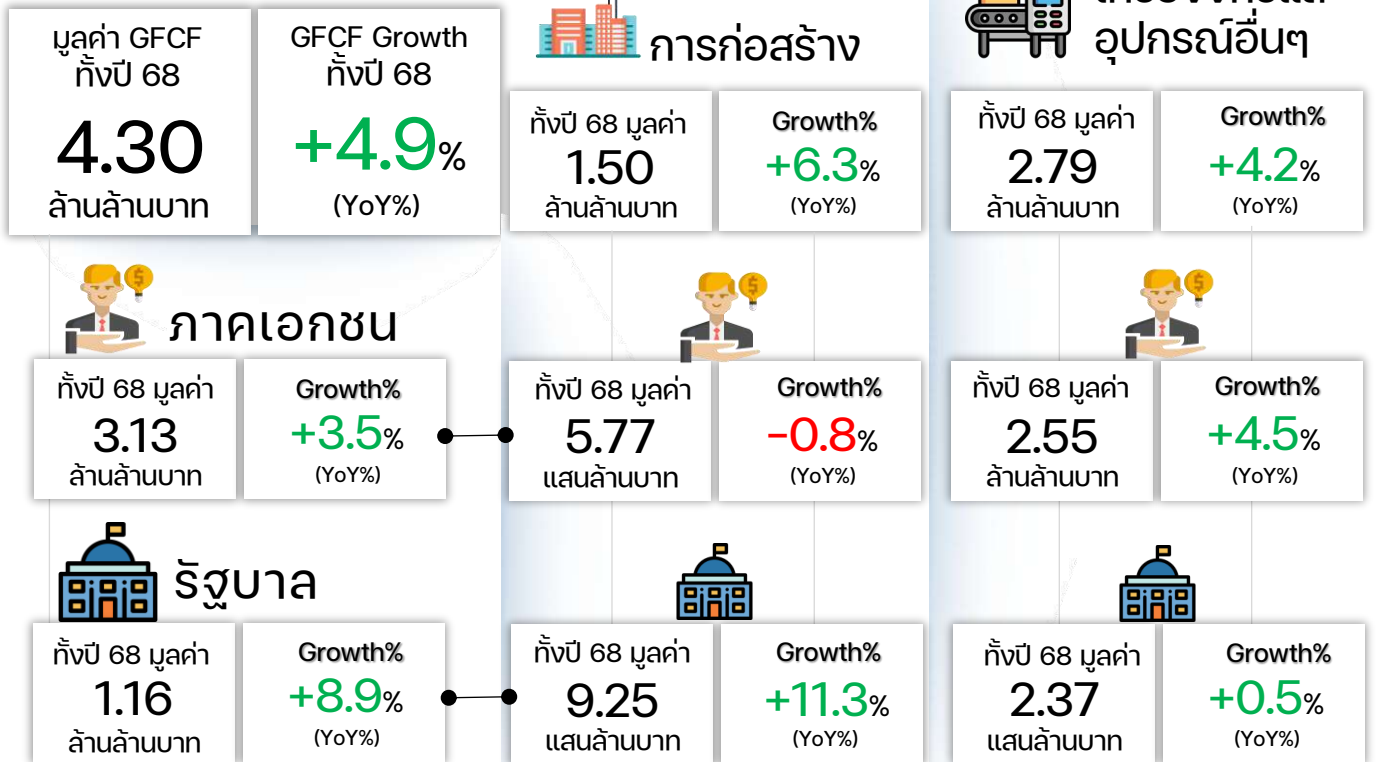 มูลค่า GFCF
ทั้งปี 68
4.30
ล้านล้านบาท
GFCF Growth
ทั้งปี 68
+4.9%
(YoY%)
การก่อสร้าง
ทั้งปี 68 มูลค่า
1.50
ล้านล้านบาท
Growth%
+6.3%
(YoY%)
อุปกรณ์อื่นๆ
ทั้งปี 68 มูลค่า
2.79
ล้านล้านบาท
Growth%
+4.2%
(YoY%)
ภาคเอกชน
ทั้งปี 68 มูลค่า
3.13
ล้านล้านบาท
Growth%
+3.5%
(YoY%)
ทั้งปี 68 มูลค่า
5.77
แสนล้านบาท
Growth%
-0.8%
(YoY%)
ทั้งปี 68 มูลค่า
2.55
ล้านล้านบาท
Growth%
+4.5%
(YoY%)
รัฐบาล
ทั้งปี 68 มูลค่า
1.16
ล้านล้านบาท
Growth%
+8.9%
(YoY%)
ทั้งปี 68 มูลค่า
9.25
แสนล้านบาท
Growth%
+11.3%
(YoY%)
ทั้งปี 68 มูลค่า
2.37
แสนล้านบาท
Growth%
+0.5%
(YoY%)